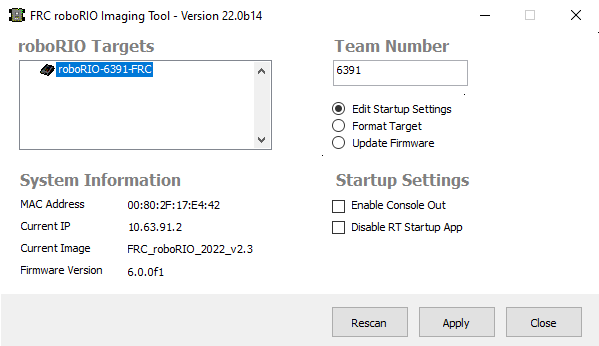 FRC roboRIO Imaging Tool - Version 22.0b14
roboRIO Targets
roboRIO-6391-FRC
Team Number
6391
Edit Startup Settings
Format Target
Update Firmware
System Information
MAC Address 00:80:2F:17:E4:42
Current IP 10.63.91.2
Current Image FRC_roboRIO_2022_v2.3
Firmware Version 6.0.0f1
Startup Settings
Enable Console Out
Disable RT Startup App
Rescan Apply Close